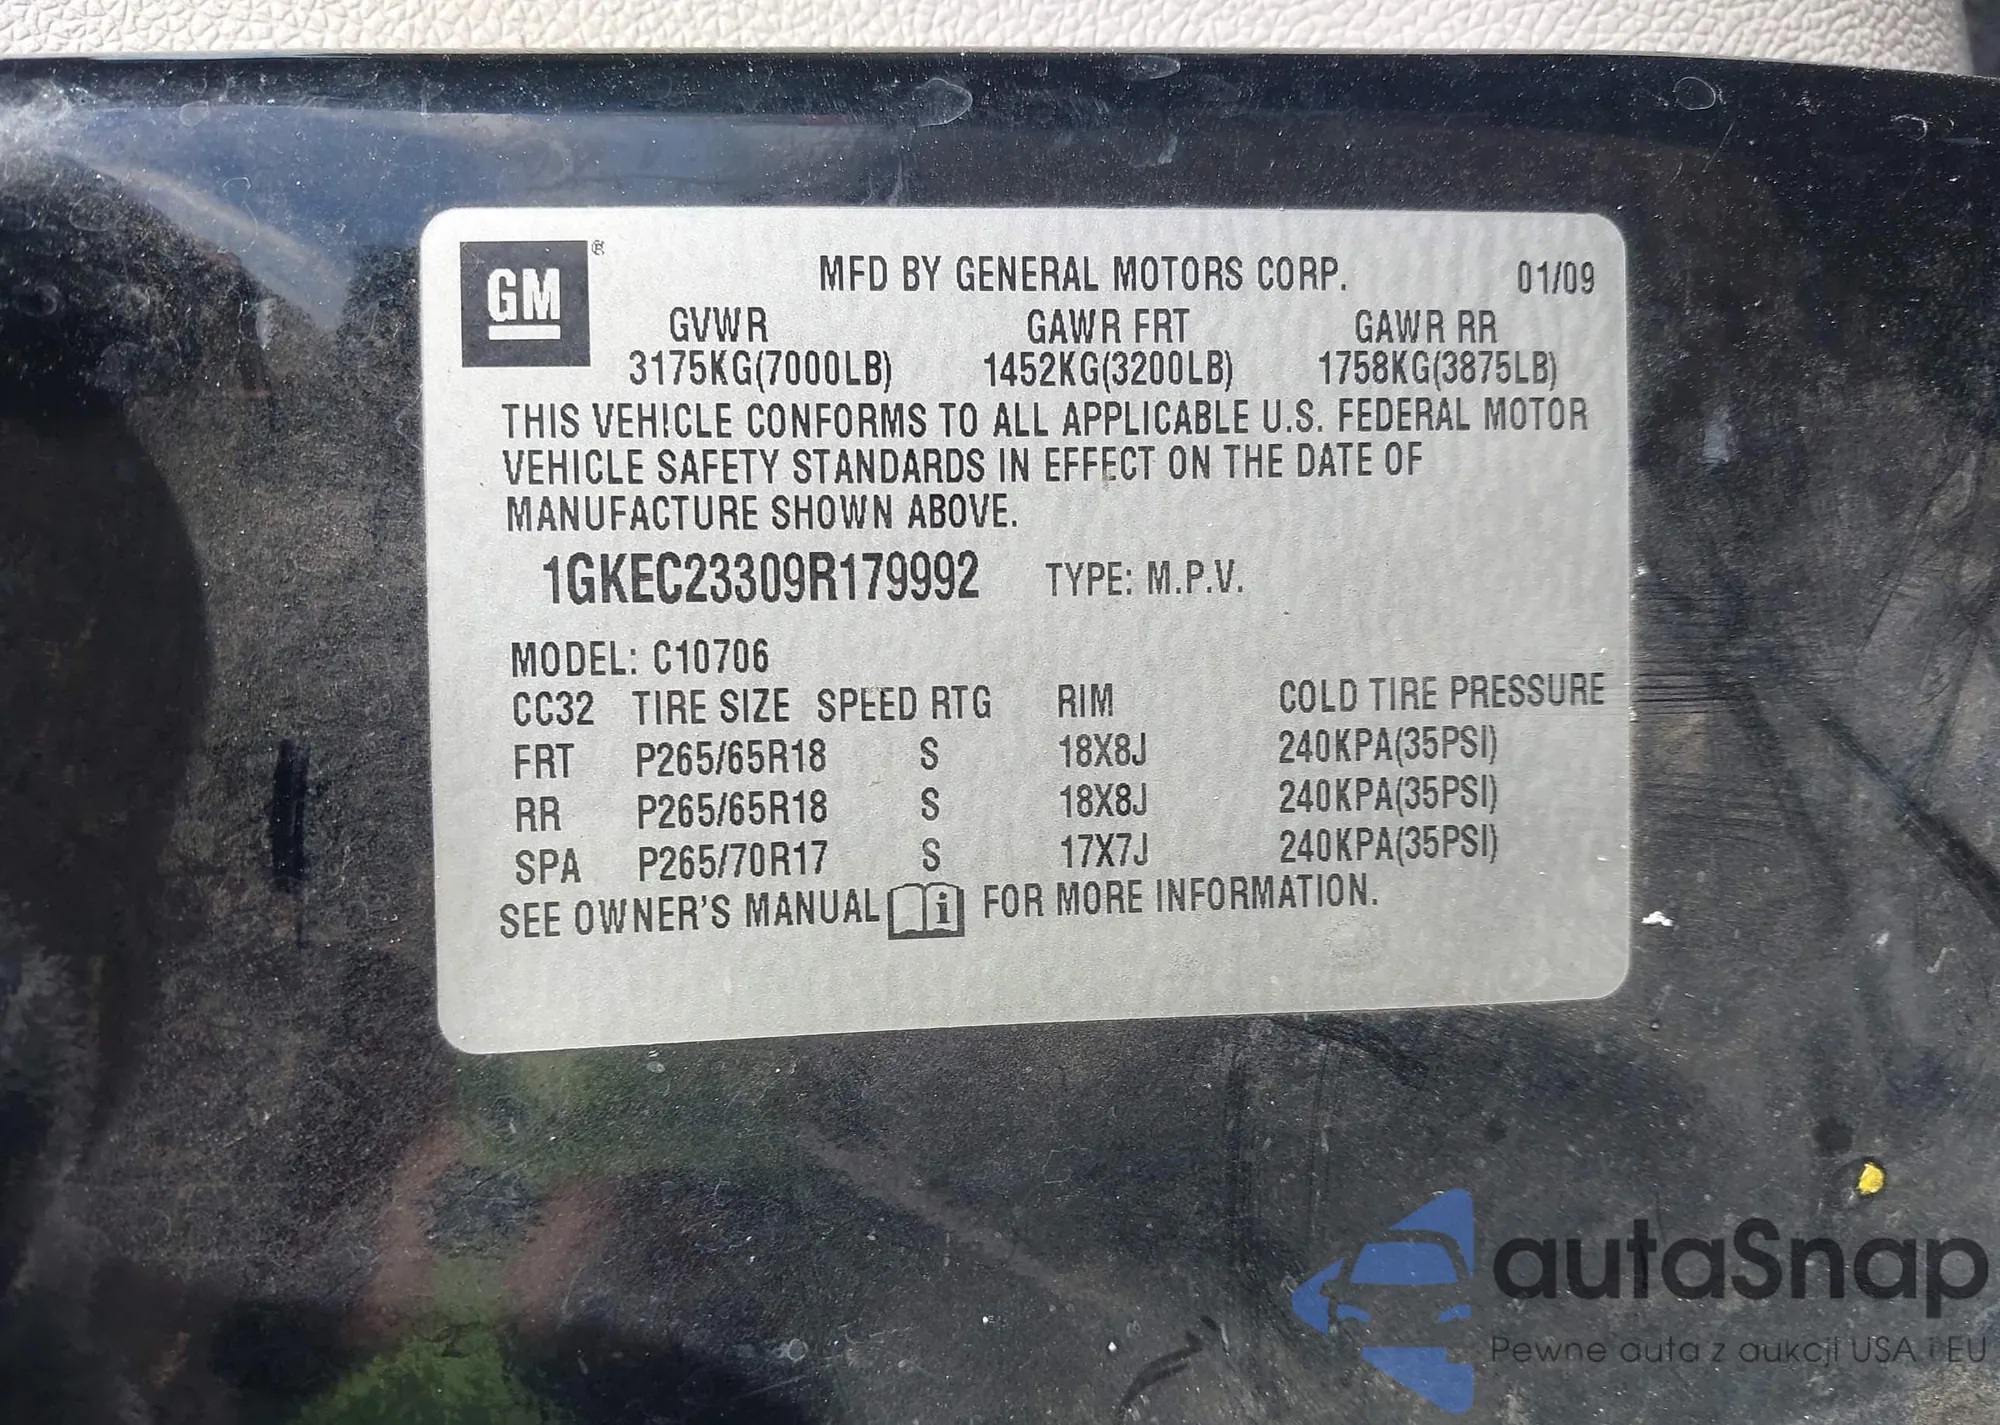 GM ®
MFD BY GENERAL MOTORS CORP. 01/09
GVWR GAWR FRT GAWR RR
3175KG(7000LB) 1452KG(3200LB) 1758KG(3875LB)
THIS VEHICLE CONFORMS TO ALL APPLICABLE U.S. FEDERAL MOTOR
VEHICLE SAFETY STANDARDS IN EFFECT ON THE DATE OF
MANUFACTURE SHOWN ABOVE.
1GKEC23309R179992 TYPE: M.P.V.
MODEL: C10706
CC32 TIRE SIZE SPEED RTG RIM COLD TIRE PRESSURE
FRT P265/65R18 S 18X8J 240KPA(35PSI)
RR P265/65R18 S 18X8J 240KPA(35PSI)
SPA P265/70R17 S 17X7J 240KPA(35PSI)
SEE OWNER'S MANUAL i FOR MORE INFORMATION.
autaSnap
Pewne auta z aukcji USA i EU